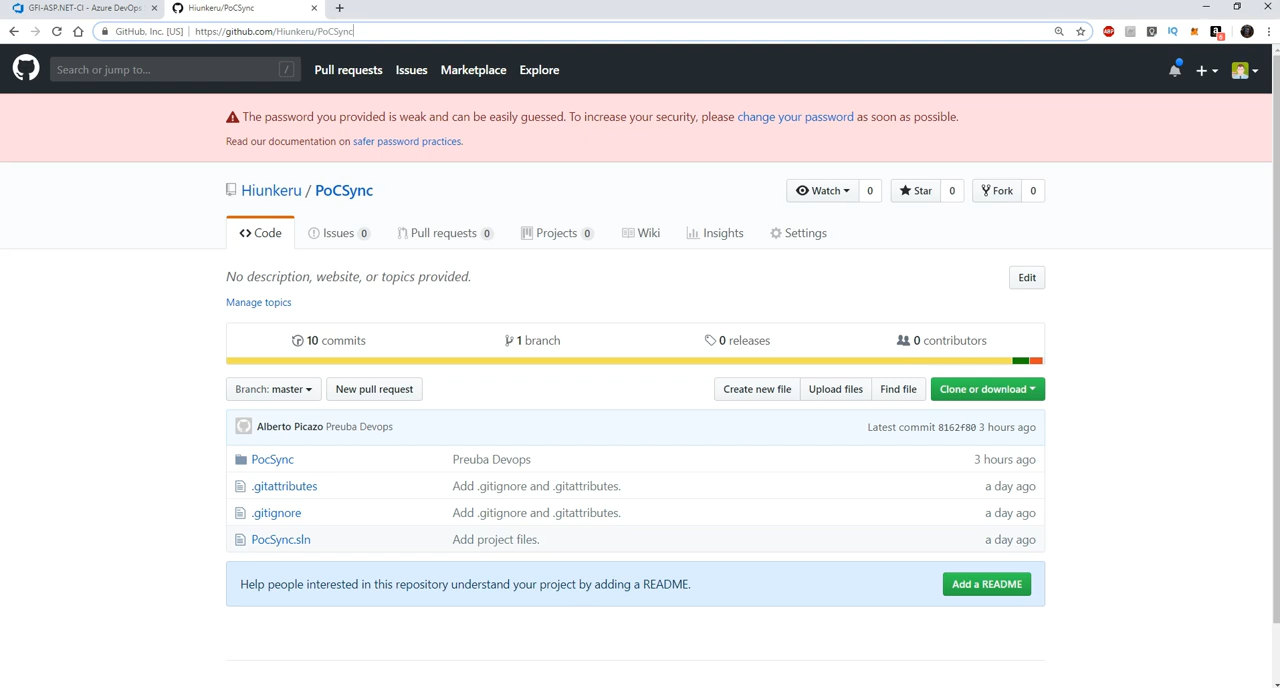 GFI-ASP.NET-CI - Azure DevOps
Hiunkeru/PoCSync
GitHub, Inc. [US] https://github.com/Hiunkeru/PoCSync
ABP
IQ
a
Search or jump to... /
Pull requests Issues Marketplace Explore
The password you provided is weak and can be easily guessed. To increase your security, please change your password as soon as possible.
Read our documentation on safer password practices.
Hiunkeru / PoCSync
Watch 0
Star 0
Fork 0
Code
Issues 0
Pull requests 0
Projects 0
Wiki
Insights
Settings
No description, website, or topics provided.
Edit
Manage topics
10 commits
1 branch
0 releases
0 contributors
Branch: master
New pull request
Create new file
Upload files
Find file
Clone or download
Alberto Picazo Preuba Devops
Latest commit 8162f80 3 hours ago
PocSync Preuba Devops 3 hours ago
.gitattributes Add .gitignore and .gitattributes. a day ago
.gitignore Add .gitignore and .gitattributes. a day ago
PocSync.sln Add project files. a day ago
Help people interested in this repository understand your project by adding a README.
Add a README